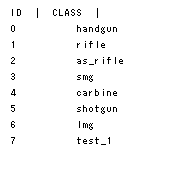 ID | CLASS |
0 handgun
1 rifle
2 as_rifle
3 smg
4 carbine
5 shotgun
6 lmg
7 test_1